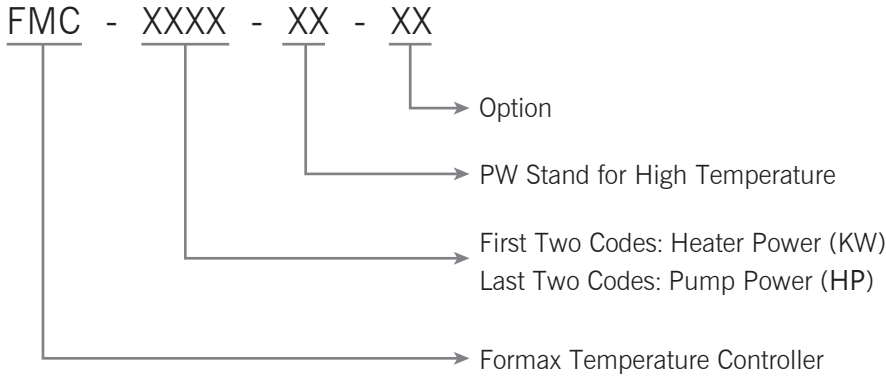 FMC - XXXX - XX - XX
Option
PW Stand for High Temperature
First Two Codes: Heater Power (KW)
Last Two Codes: Pump Power (HP)
Formax Temperature Controller